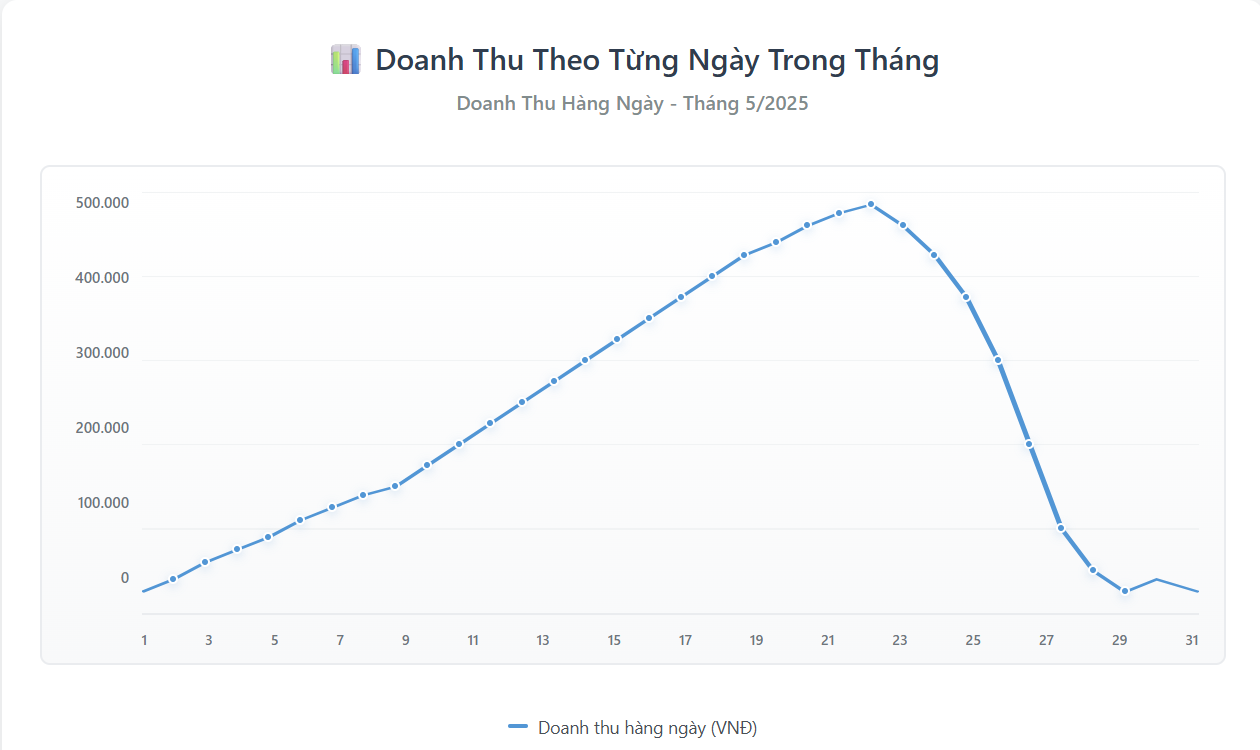 Doanh Thu Theo Từng Ngày Trong Tháng
Doanh Thu Hàng Ngày - Tháng 5/2025
500.000
400.000
300.000
200.000
100.000
0
1 3 5 7 9 11 13 15 17 19 21 23 25 27 29 31
Doanh thu hàng ngày (VNĐ)